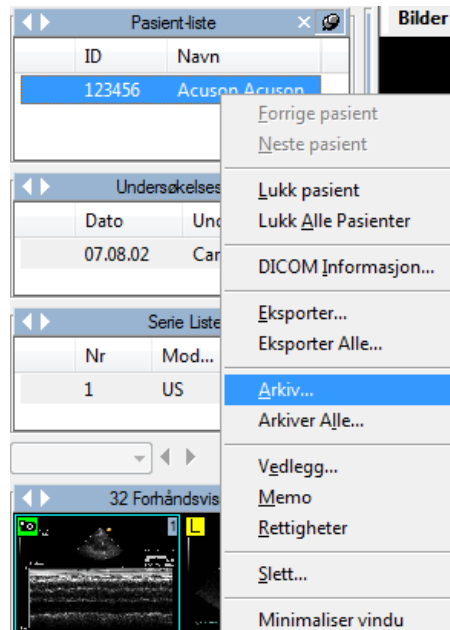 Pasient-liste
Bilder
ID Navn
123456 Acuson Acuson
Forrige pasient
Neste pasient
Lukk pasient
Lukk Alle Pasienter
DICOM Informasjon...
Eksporter...
Eksporter Alle...
Arkiv...
Arkiver Alle...
Vedlegg...
Memo
Rettigheter
Slett...
Minimaliser vindu
Undersøkelses
Dato Und
07.08.02 Car
Serie Liste
Nr Mod...
1 US
32 Forhåndsvis
1 L